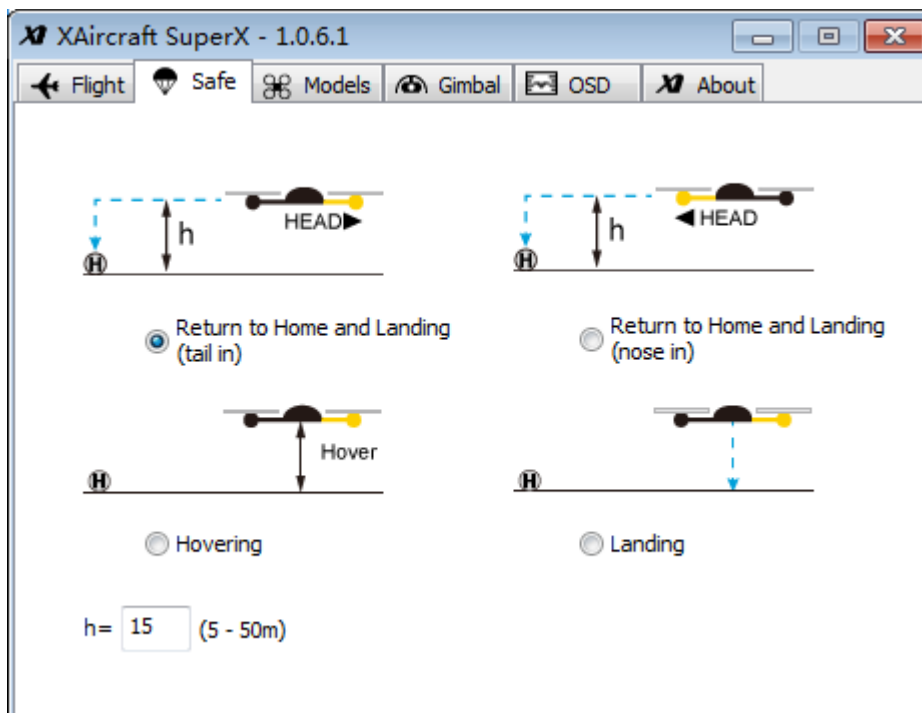 XAircraft SuperX - 1.0.6.1
Flight Safe Models Gimbal OSD About
h HEAD
h HEAD
H
H
Return to Home and Landing
(tail in)
Return to Home and Landing
(nose in)
Hover
H
H
Hovering
Landing
h= 15 (5 - 50m)